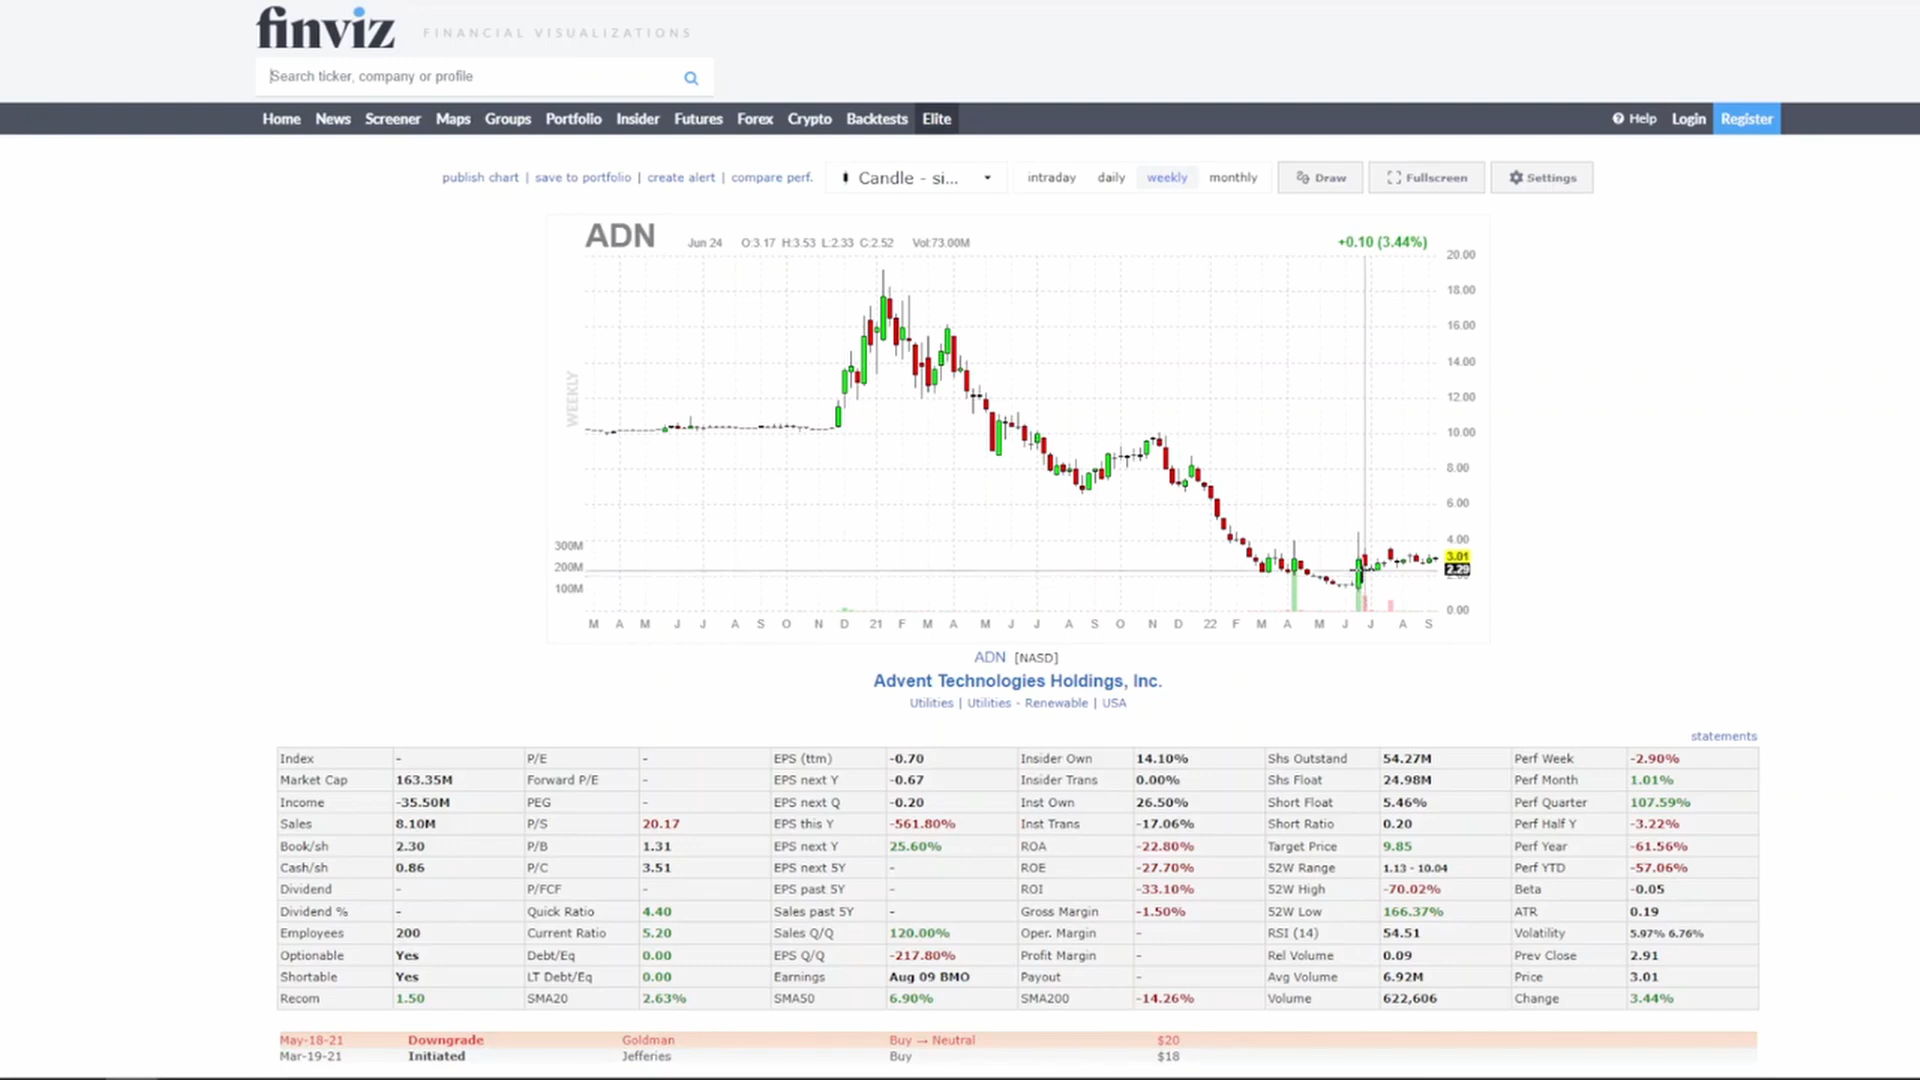 finviz FINANCIAL VISUALIZATIONS
Search ticker, company or profile
Home News Screener Maps Groups Portfolio Insider Futures Forex Crypto Backtests Elite Help Login Register
publish chart | save to portfolio | create alert | compare perf. Candle - si... intraday daily weekly monthly Draw Fullscreen Settings
ADN Jun 24 O:3.17 H:3.53 L:2.33 C:2.52 Vol:73.00M +0.10 (3.44%)
20.00
18.00
16.00
14.00
WEEKLY
12.00
10.00
8.00
6.00
300M 4.00
3.01
200M 2.29
100M
0.00
M A M J J A S O N D 21 F M A M J J A S O N D 22 F M A M J J A S
ADN [NASD]
Advent Technologies Holdings, Inc.
Utilities | Utilities - Renewable | USA
statements
Index - P/E - EPS (ttm) -0.70 Insider Own 14.10% Shs Outstand 54.27M Perf Week -2.90%
Market Cap 163.35M Forward P/E - EPS next Y -0.67 Insider Trans 0.00% Shs Float 24.98M Perf Month 1.01%
Income -35.50M PEG - EPS next Q -0.20 Inst Own 26.50% Short Float 5.46% Perf Quarter 107.59%
Sales 8.10M P/S 20.17 EPS this Y -561.80% Inst Trans -17.06% Short Ratio 0.20 Perf Half Y -3.22%
Book/sh 2.30 P/B 1.31 EPS next Y 25.60% ROA -22.80% Target Price 9.85 Perf Year -61.56%
Cash/sh 0.86 P/C 3.51 EPS next 5Y - ROE -27.70% 52W Range 1.13 - 10.04 Perf YTD -57.06%
Dividend - P/FCF - EPS past 5Y - ROI -33.10% 52W High -70.02% Beta -0.05
Dividend % - Quick Ratio 4.40 Sales past 5Y - Gross Margin -1.50% 52W Low 166.37% ATR 0.19
Employees 200 Current Ratio 5.20 Sales Q/Q 120.00% Oper. Margin - RSI (14) 54.51 Volatility 5.97% 6.76%
Optionable Yes Debt/Eq 0.00 EPS Q/Q -217.80% Profit Margin - Rel Volume 0.09 Prev Close 2.91
Shortable Yes LT Debt/Eq 0.00 Earnings Aug 09 BMO Payout - Avg Volume 6.92M Price 3.01
Recom 1.50 SMA20 2.63% SMA50 6.90% SMA200 -14.26% Volume 622,606 Change 3.44%
May-18-21 Downgrade Goldman Buy → Neutral $20
Mar-19-21 Initiated Jefferies Buy $18